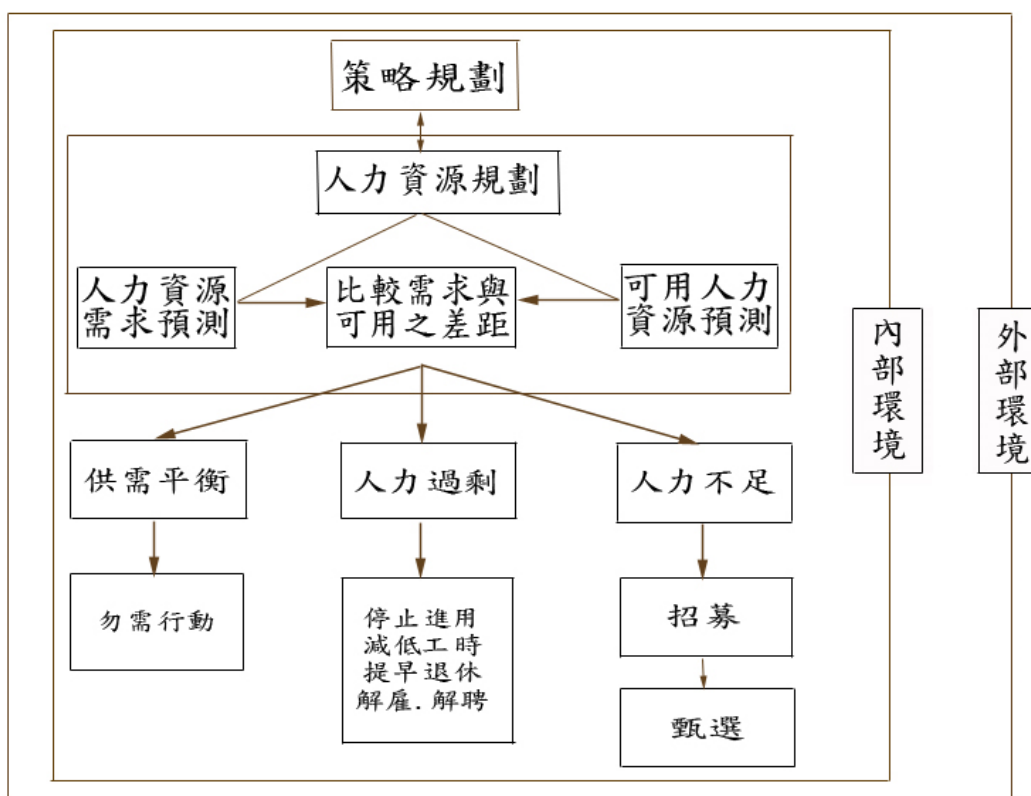 策略規劃
人力資源規劃
人力資源
需求預測
比較需求與
可用之差距
可用人力
資源預測
內部環境
外部環境
供需平衡
人力過剩
人力不足
勿需行動
停止進用
減低工時
提早退休
解雇.解聘
招募
甄選